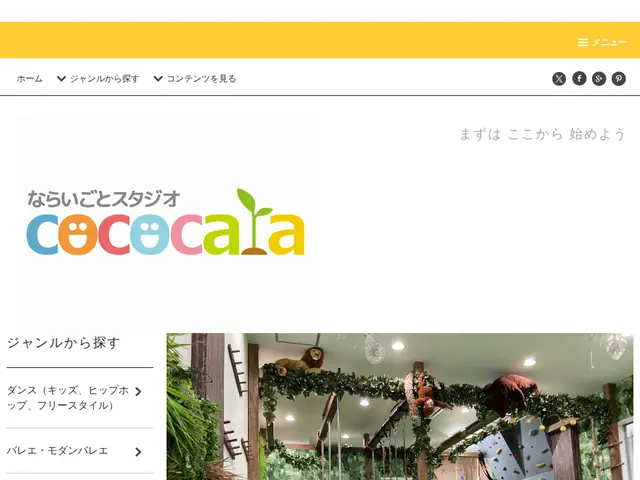 メニュー
ホーム
ジャンルから探す
コンテンツを見る
まずは ここから 始めよう
ならいごとスタジオ
cococala
ジャンルから探す
ダンス（キッズ、ヒップホ
ップ、フリースタイル）
バレエ・モダンバレエ